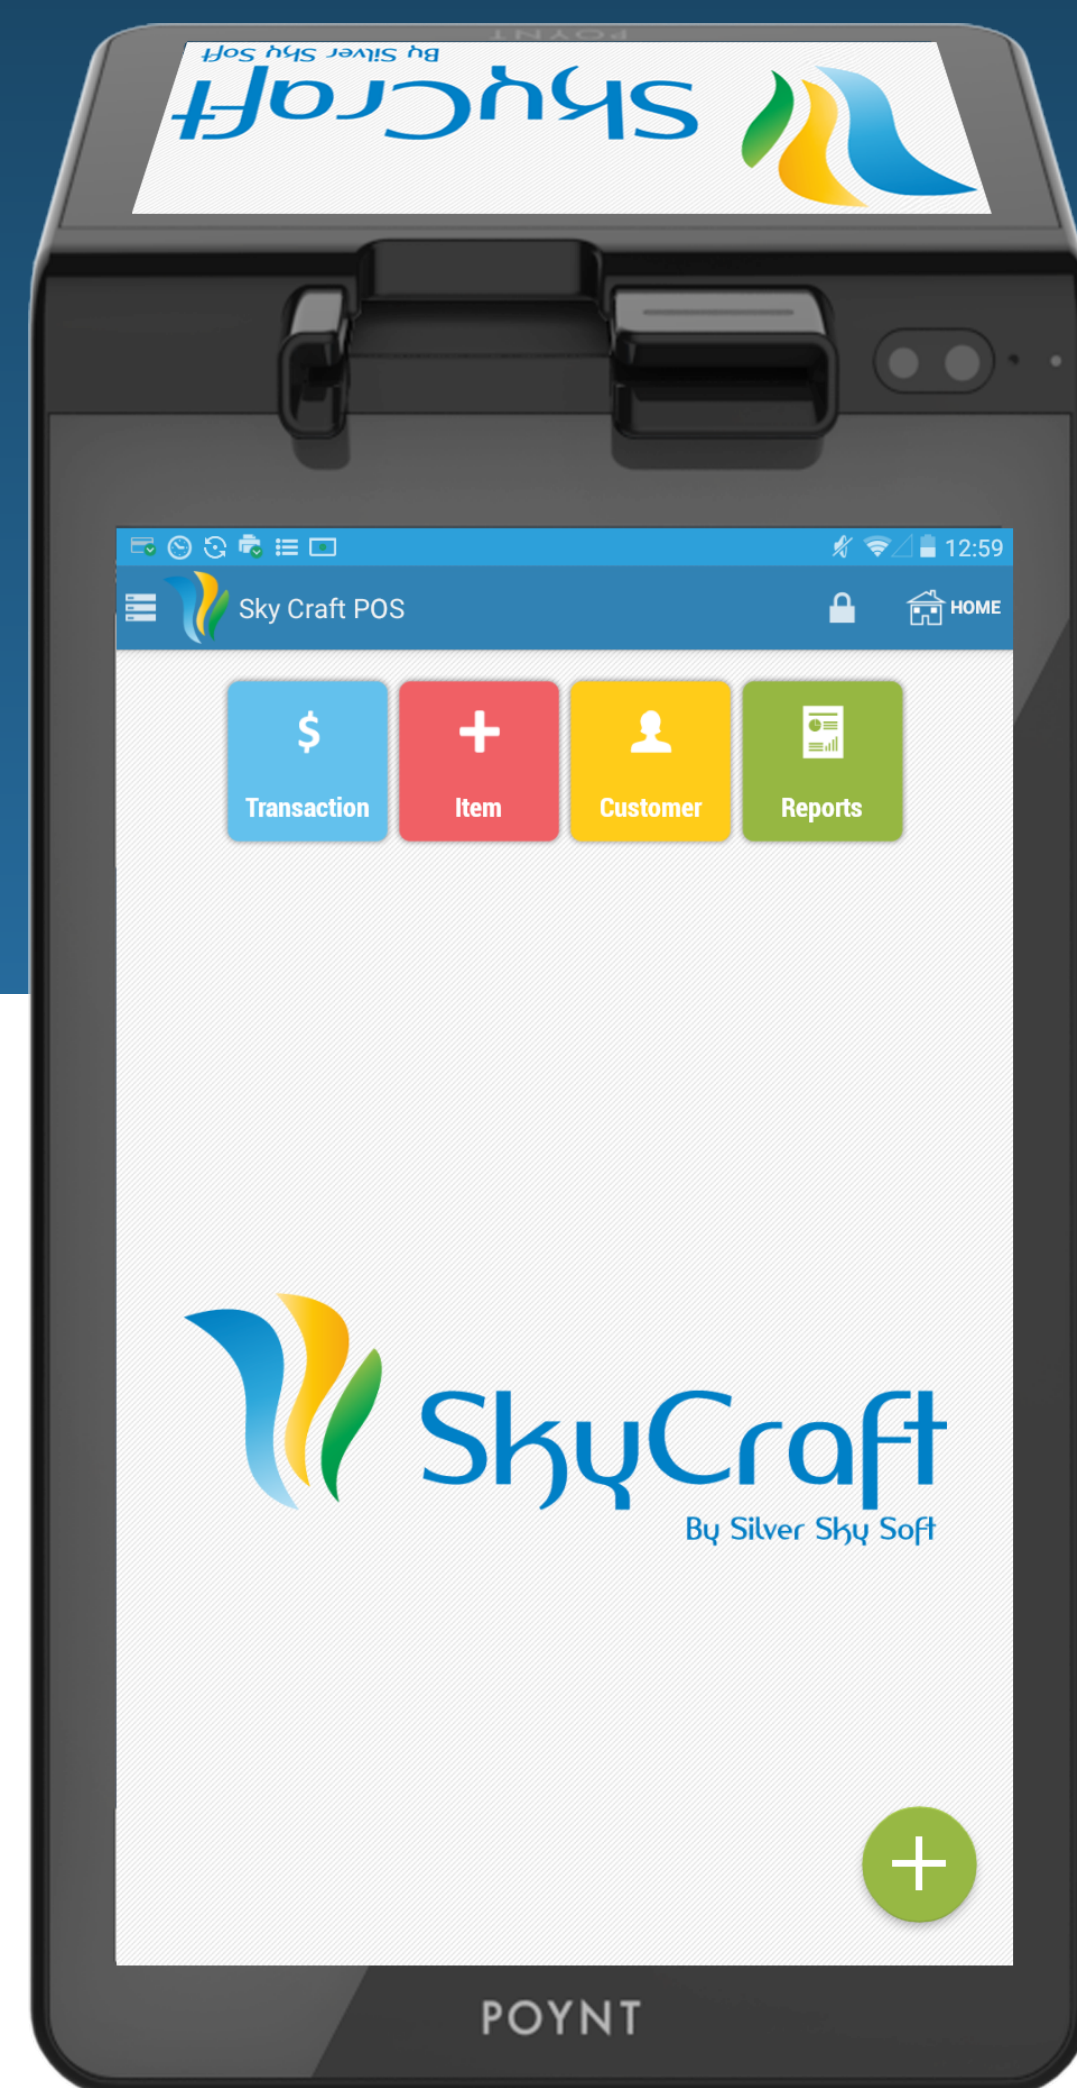 POYNT
By Silver Sky Soft
SkyCraft
12:59
Sky Craft POS
HOME
Transaction
Item
Customer
Reports
SkyCraft
By Silver Sky Soft
POYNT